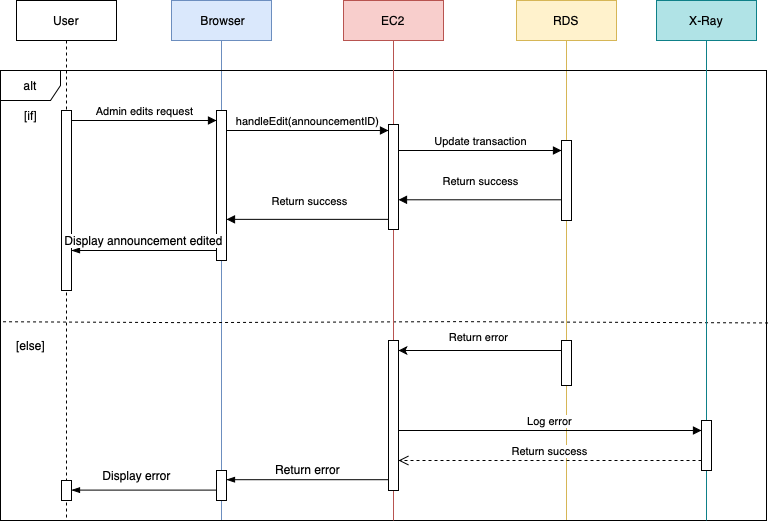 User
Browser
EC2
RDS
X-Ray
alt
[if]
Admin edits request
handleEdit(announcementID)
Update transaction
Return success
Return success
Display announcement edited
[else]
Return error
Log error
Return success
Return error
Display error